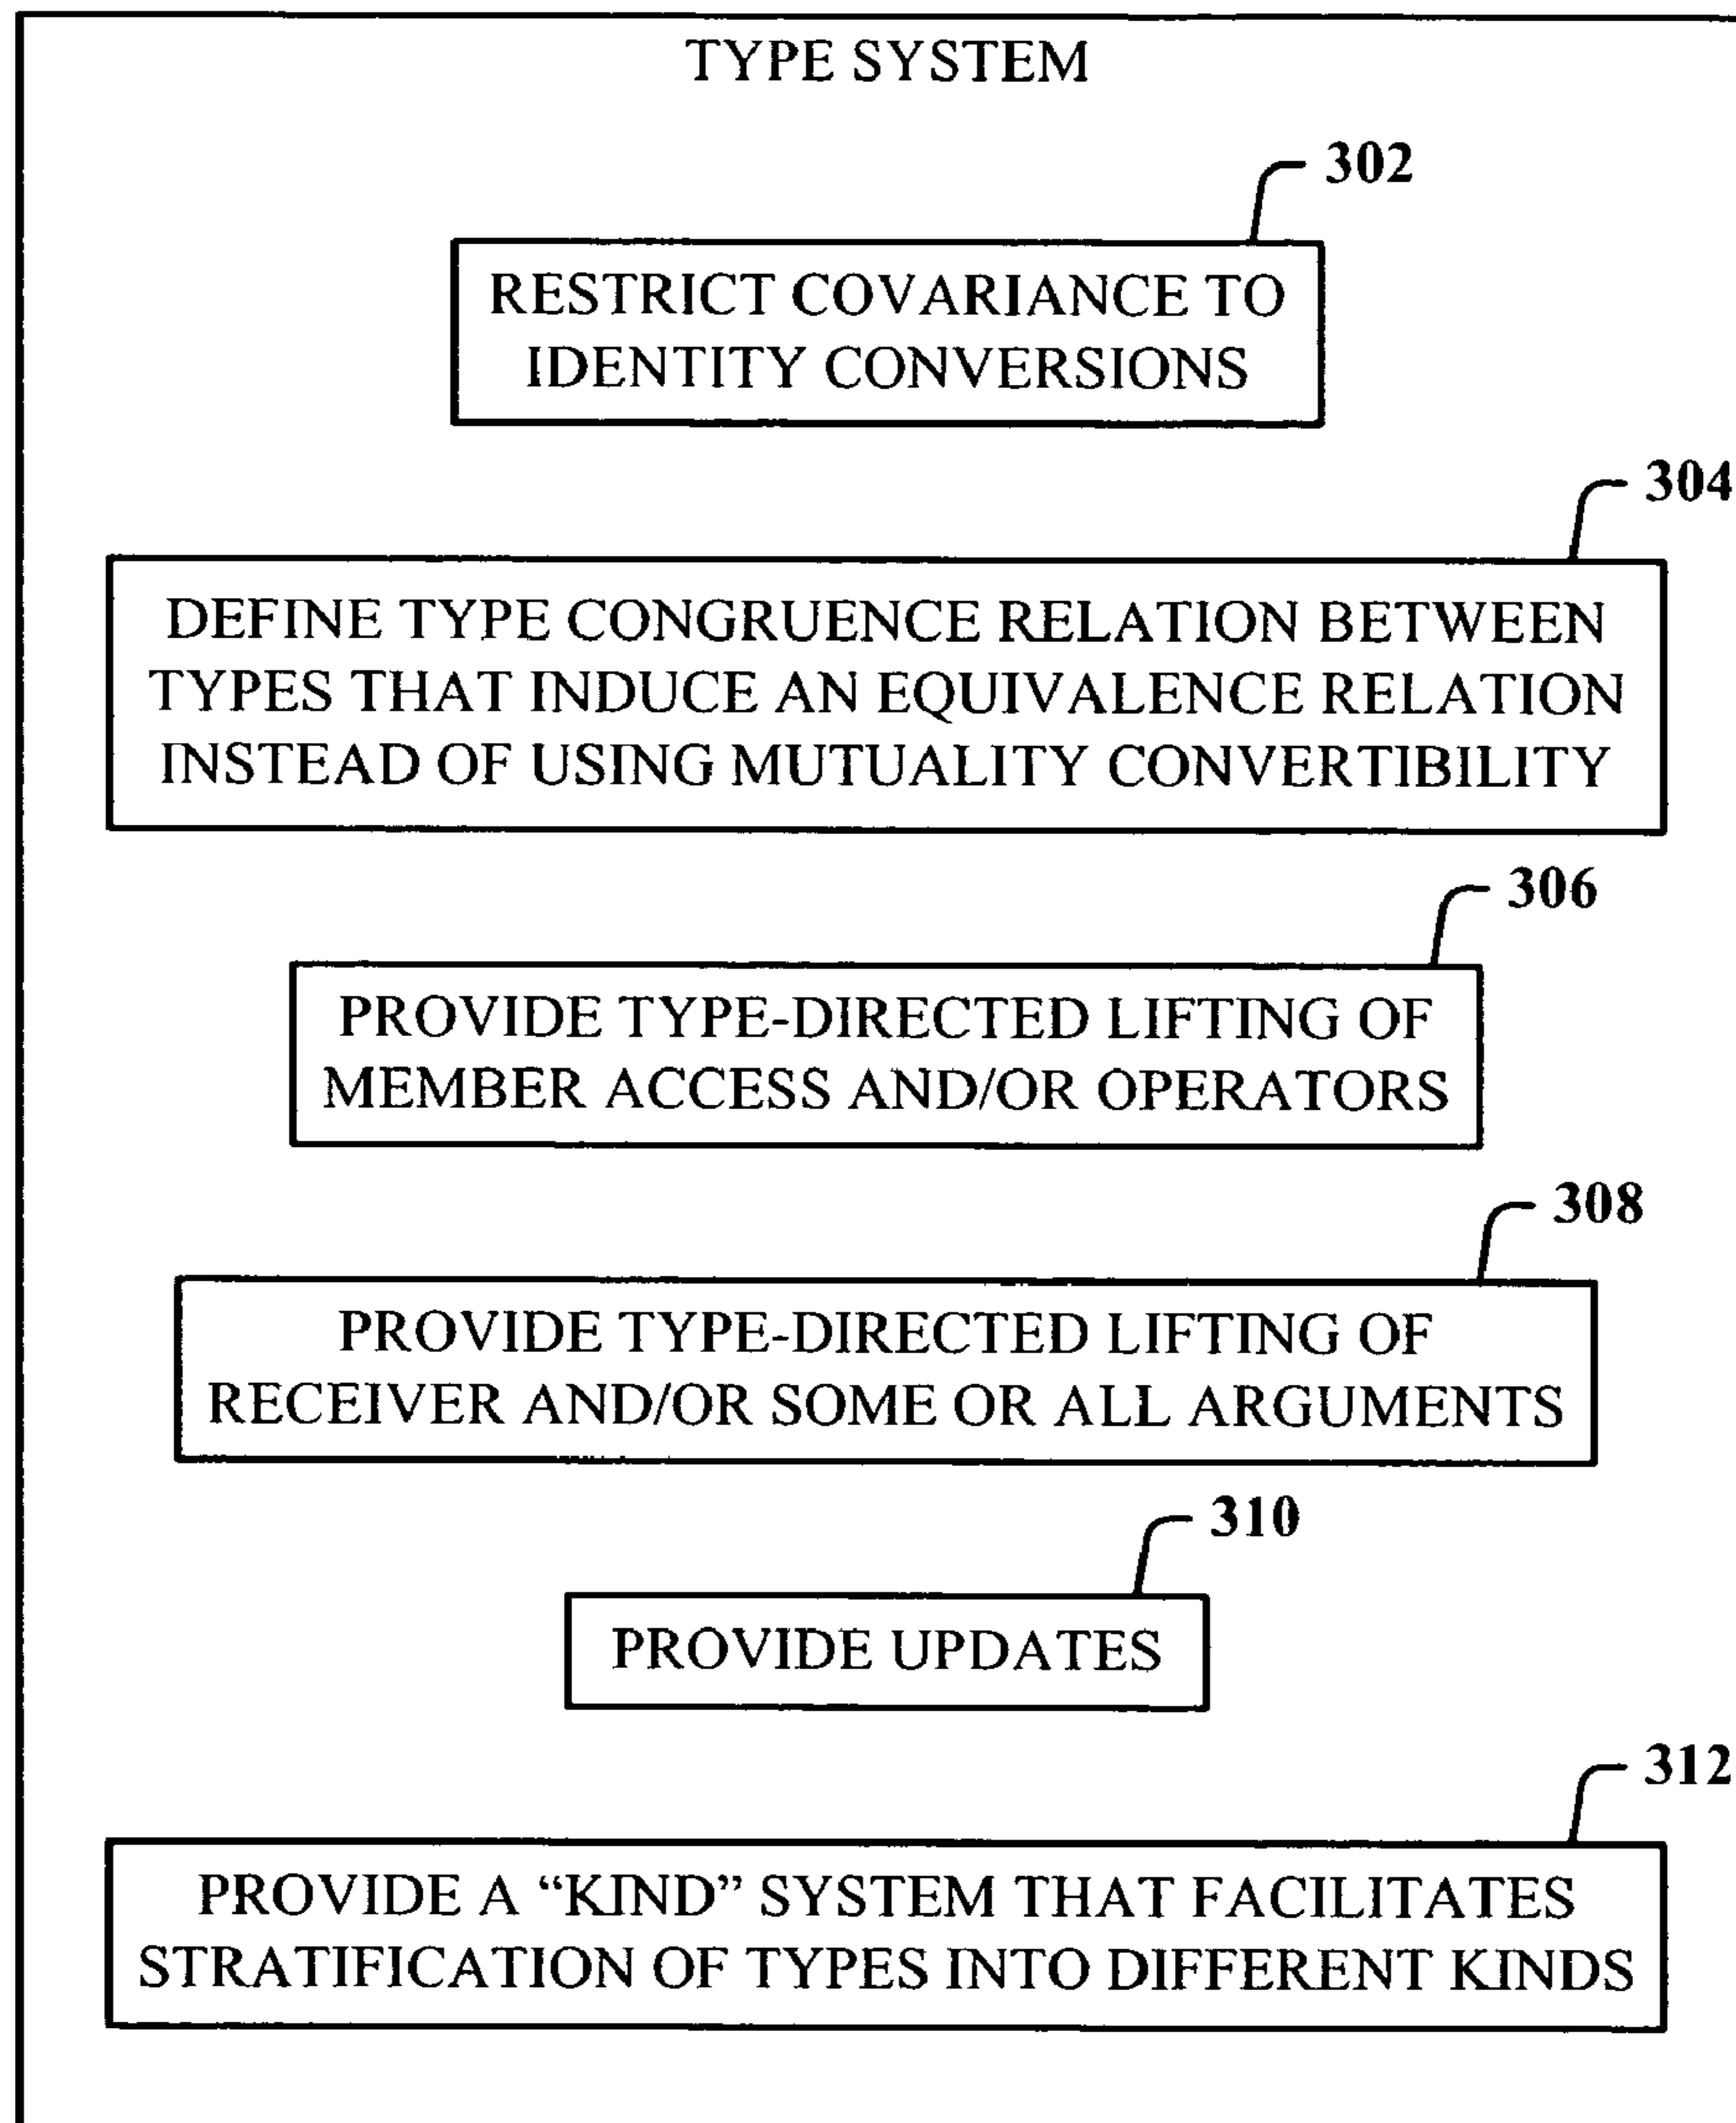 TYPE SYSTEM
302
RESTRICT COVARIANCE TO
IDENTITY CONVERSIONS
304
DEFINE TYPE CONGRUENCE RELATION BETWEEN
TYPES THAT INDUCE AN EQUIVALENCE RELATION
INSTEAD OF USING MUTUALITY CONVERTIBILITY
306
PROVIDE TYPE-DIRECTED LIFTING OF
MEMBER ACCESS AND/OR OPERATORS
308
PROVIDE TYPE-DIRECTED LIFTING OF
RECEIVER AND/OR SOME OR ALL ARGUMENTS
310
PROVIDE UPDATES
312
PROVIDE A “KIND” SYSTEM THAT FACILITATES
STRATIFICATION OF TYPES INTO DIFFERENT KINDS